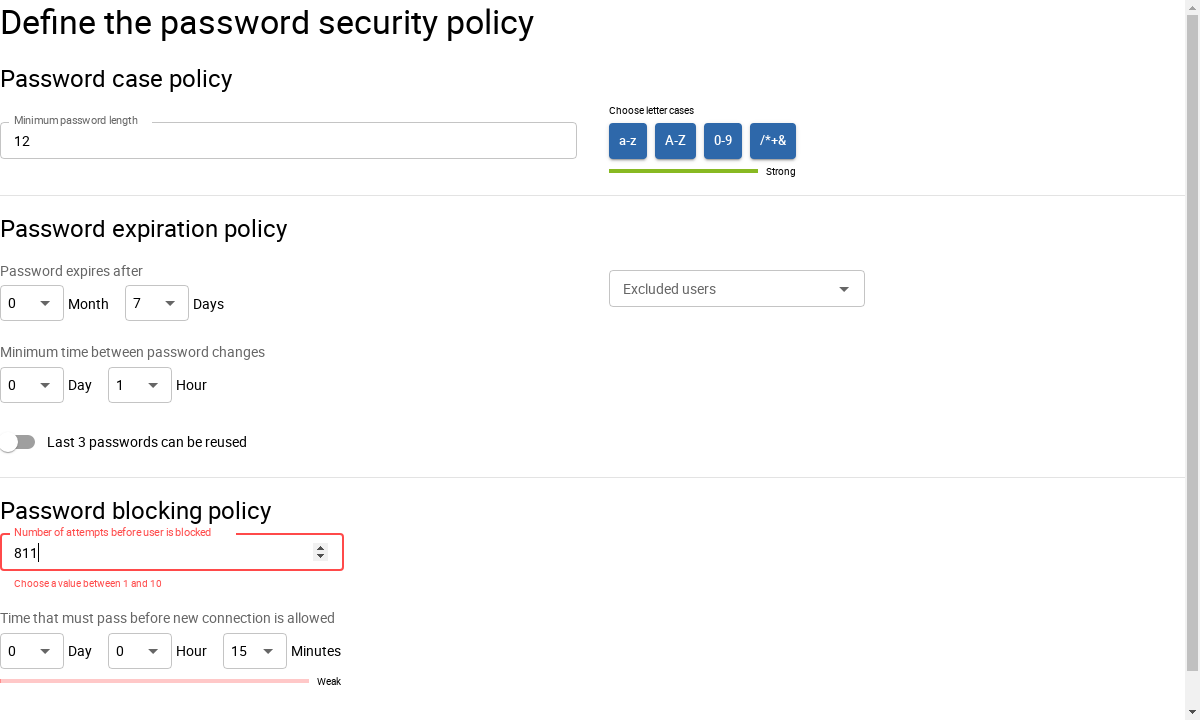 Define the password security policy
Password case policy
Minimum password length
12
Choose letter cases
a-z A-Z 0-9 /*+&
Strong
Password expiration policy
Password expires after
0 Month 7 Days
Excluded users
Minimum time between password changes
0 Day 1 Hour
Last 3 passwords can be reused
Password blocking policy
Number of attempts before user is blocked
811
Choose a value between 1 and 10
Time that must pass before new connection is allowed
0 Day 0 Hour 15 Minutes
Weak